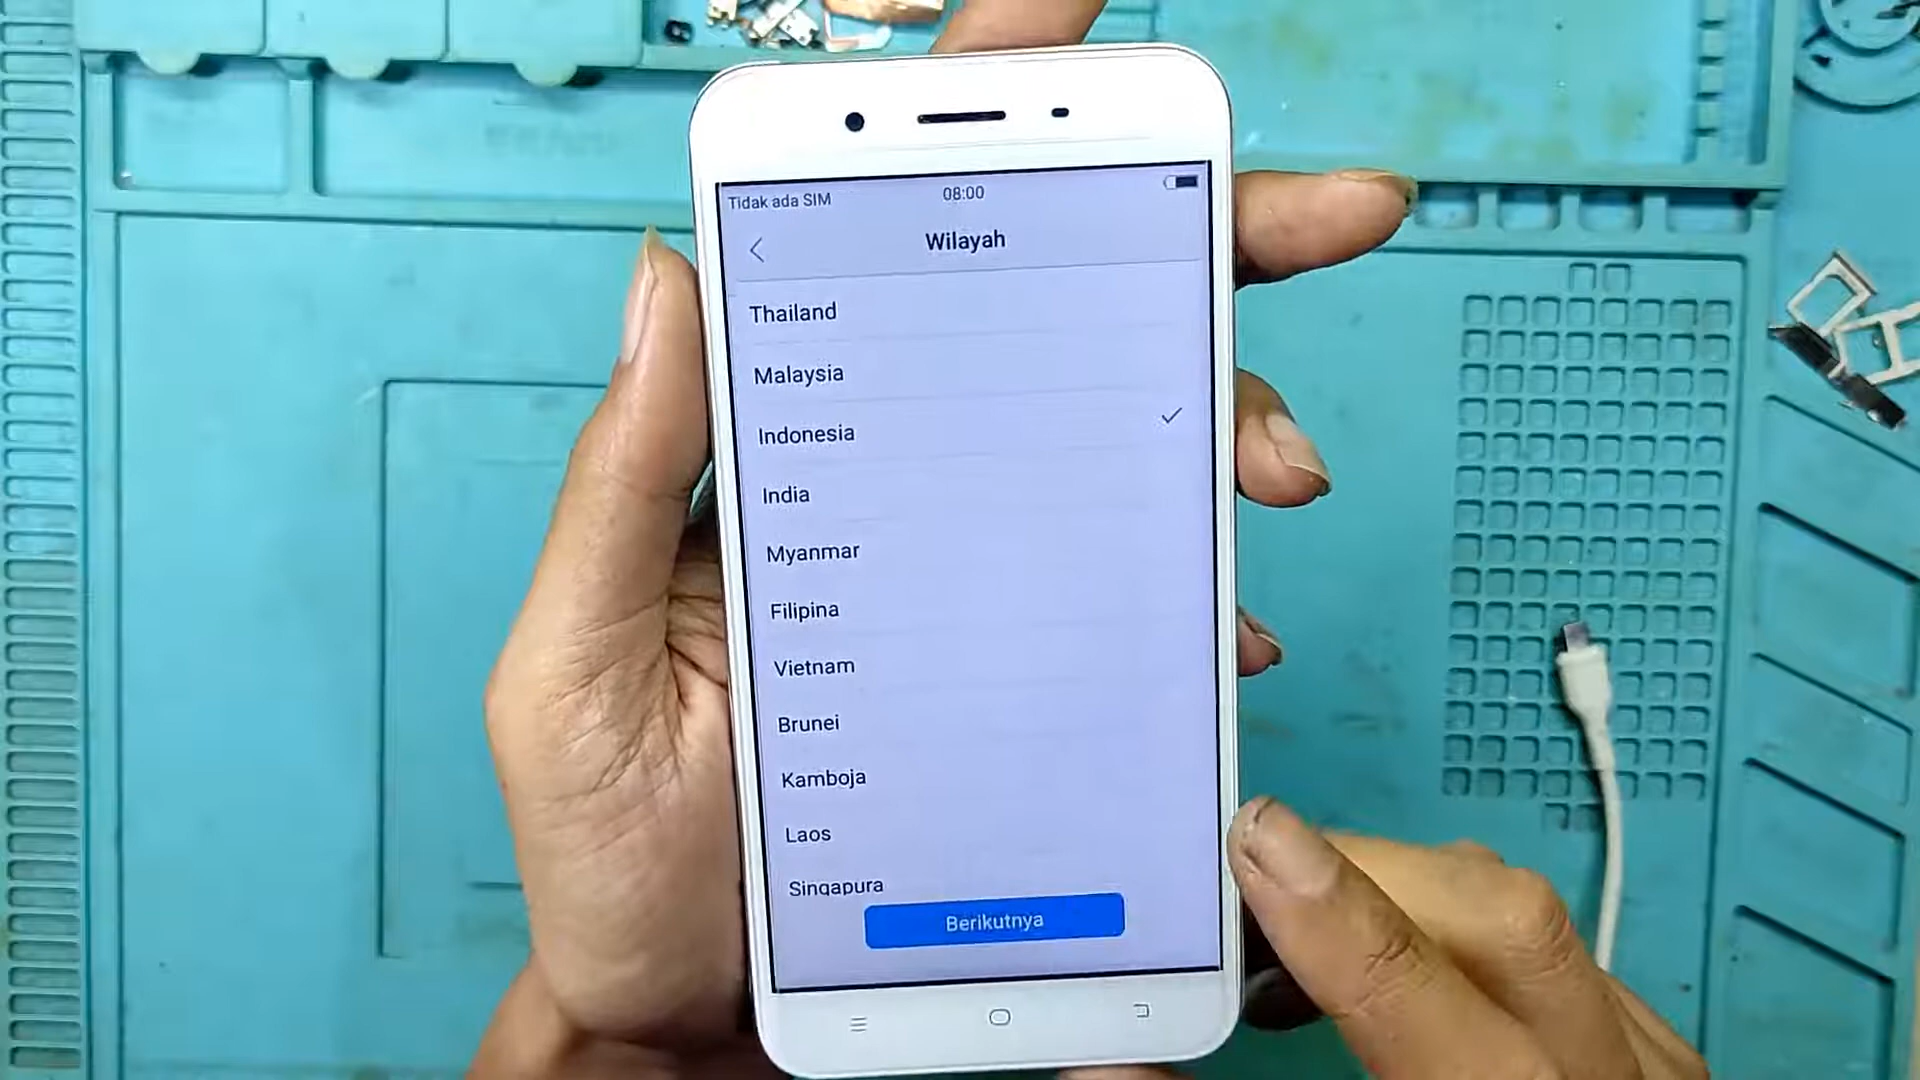 Tidak ada SIM 08:00
Wilayah
Thailand
Malaysia
Indonesia
India
Myanmar
Filipina
Vietnam
Brunei
Kamboja
Laos
Singapura
Berikutnya